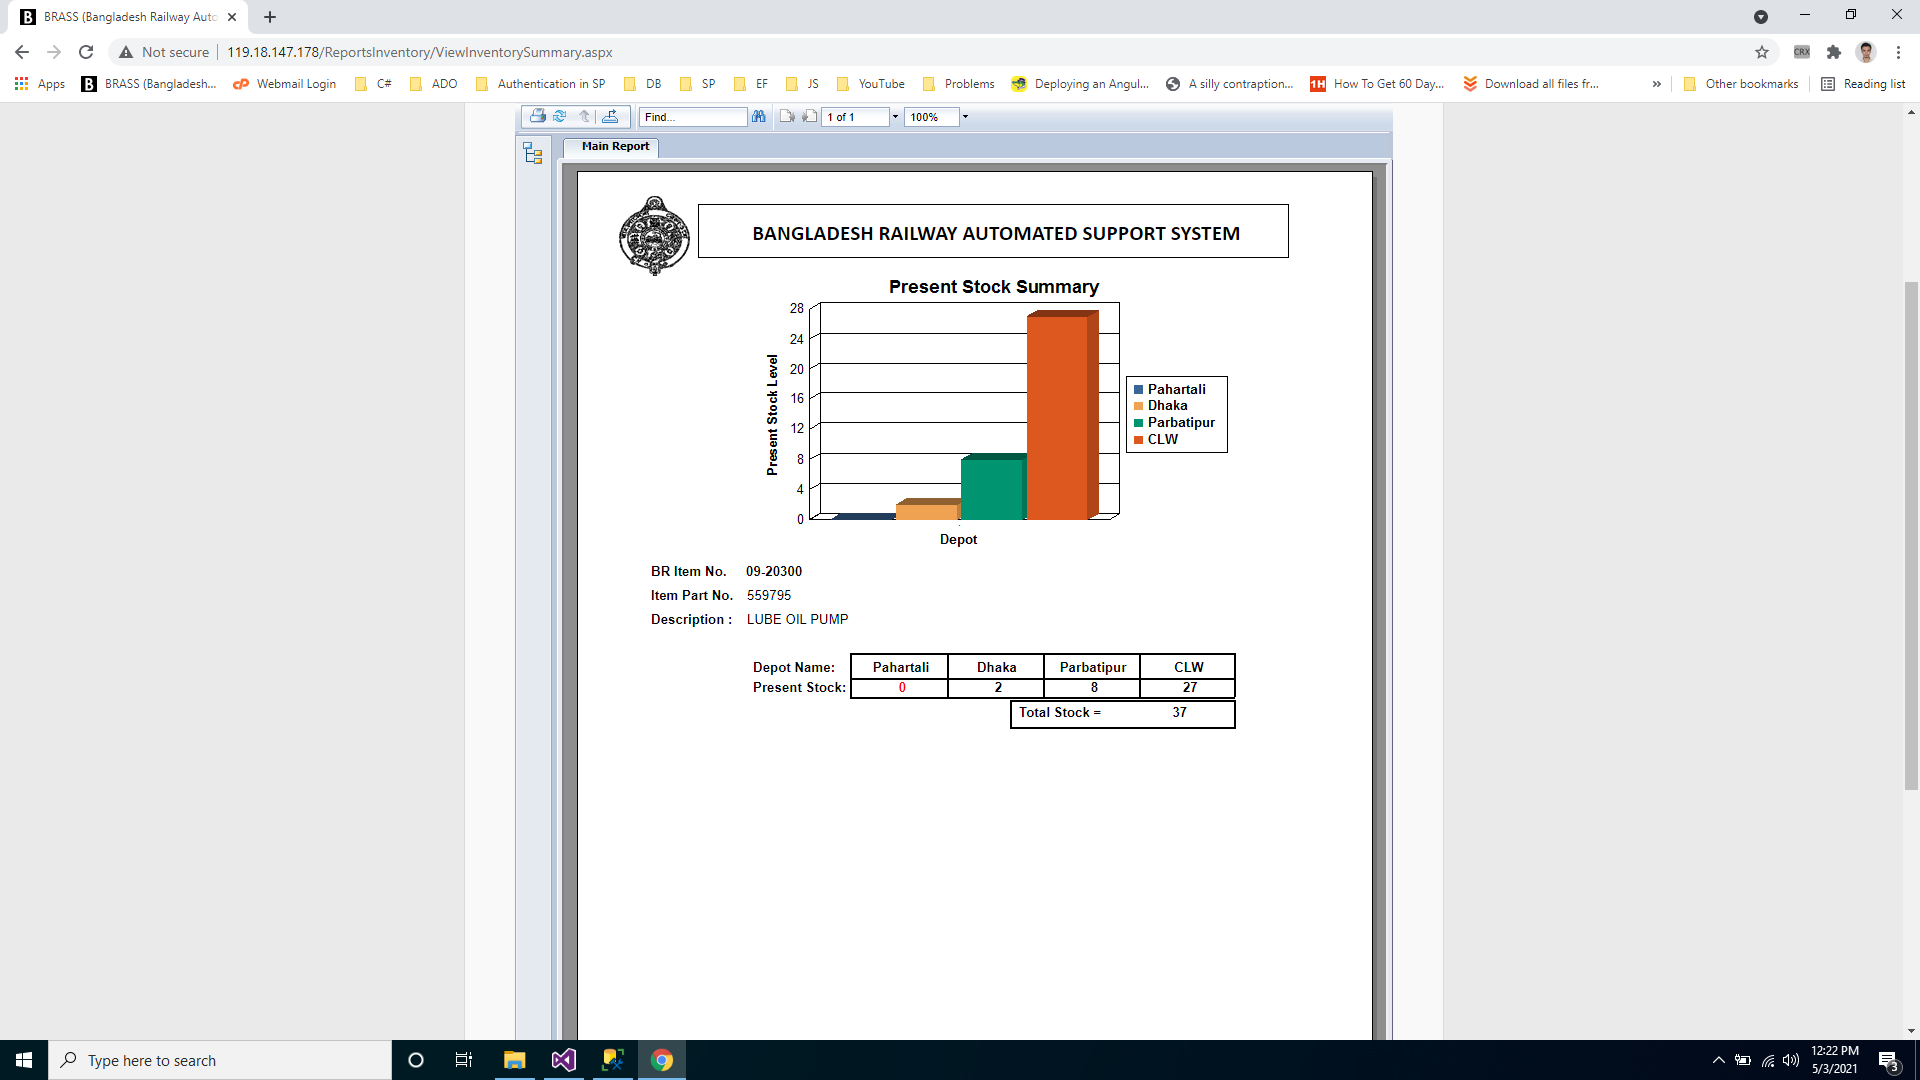 BRASS (Bangladesh Railway Auto
Not secure 119.18.147.178/ReportsInventory/ViewInventorySummary.aspx
CRX
Apps BRASS (Bangladesh... Webmail Login C# ADO Authentication in SP DB SP EF JS YouTube Problems Deploying an Angul... A silly contraption... 1H How To Get 60 Day... Download all files fr... » Other bookmarks Reading list
Find... 1 of 1 100%
Main Report
BANGLADESH RAILWAY AUTOMATED SUPPORT SYSTEM
Present Stock Summary
28
24
20
16
12
8
4
0
Present Stock Level
Depot
Pahartali
Dhaka
Parbatipur
CLW
BR Item No. 09-20300
Item Part No. 559795
Description : LUBE OIL PUMP
Depot Name: Pahartali Dhaka Parbatipur CLW
Present Stock: 0 2 8 27
Total Stock = 37
Type here to search
12:22 PM
5/3/2021
3